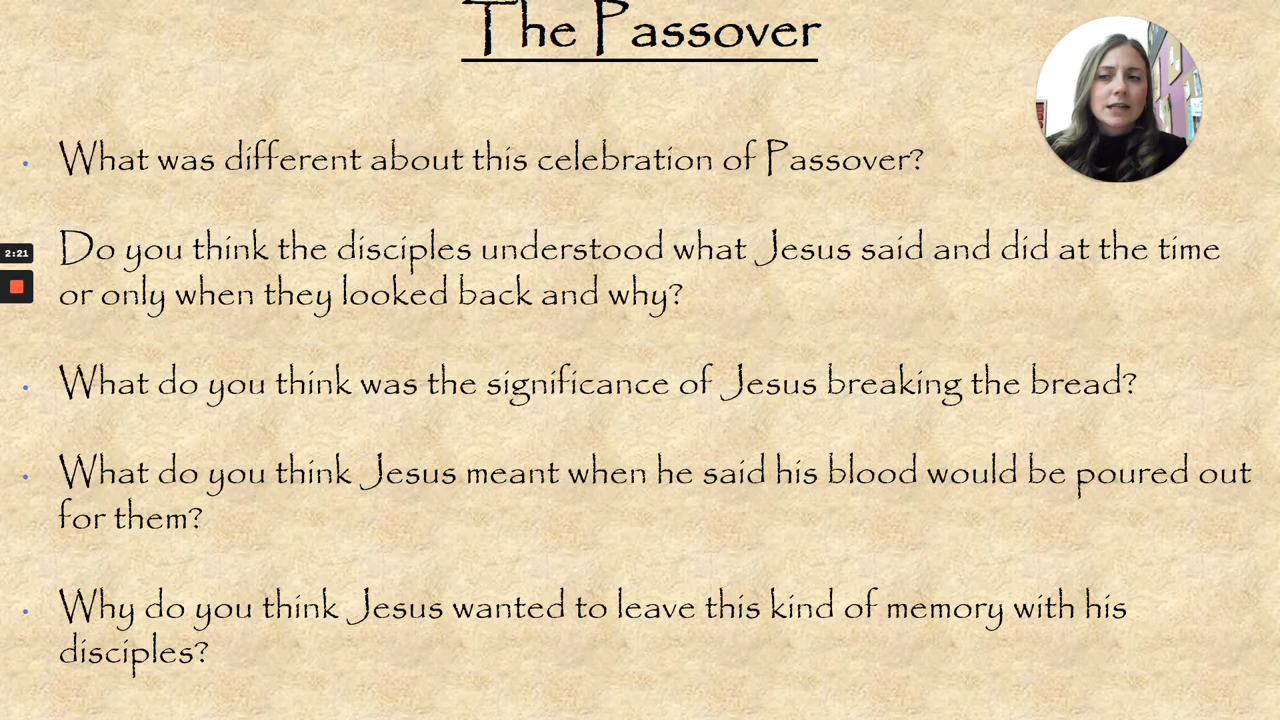 The Passover
What was different about this celebration of Passover?
Do you think the disciples understood what Jesus said and did at the time
or only when they looked back and why?
2:21
What do you think was the significance of Jesus breaking the bread?
What do you think Jesus meant when he said his blood would be poured out
for them?
Why do you think Jesus wanted to leave this kind of memory with his
disciples?